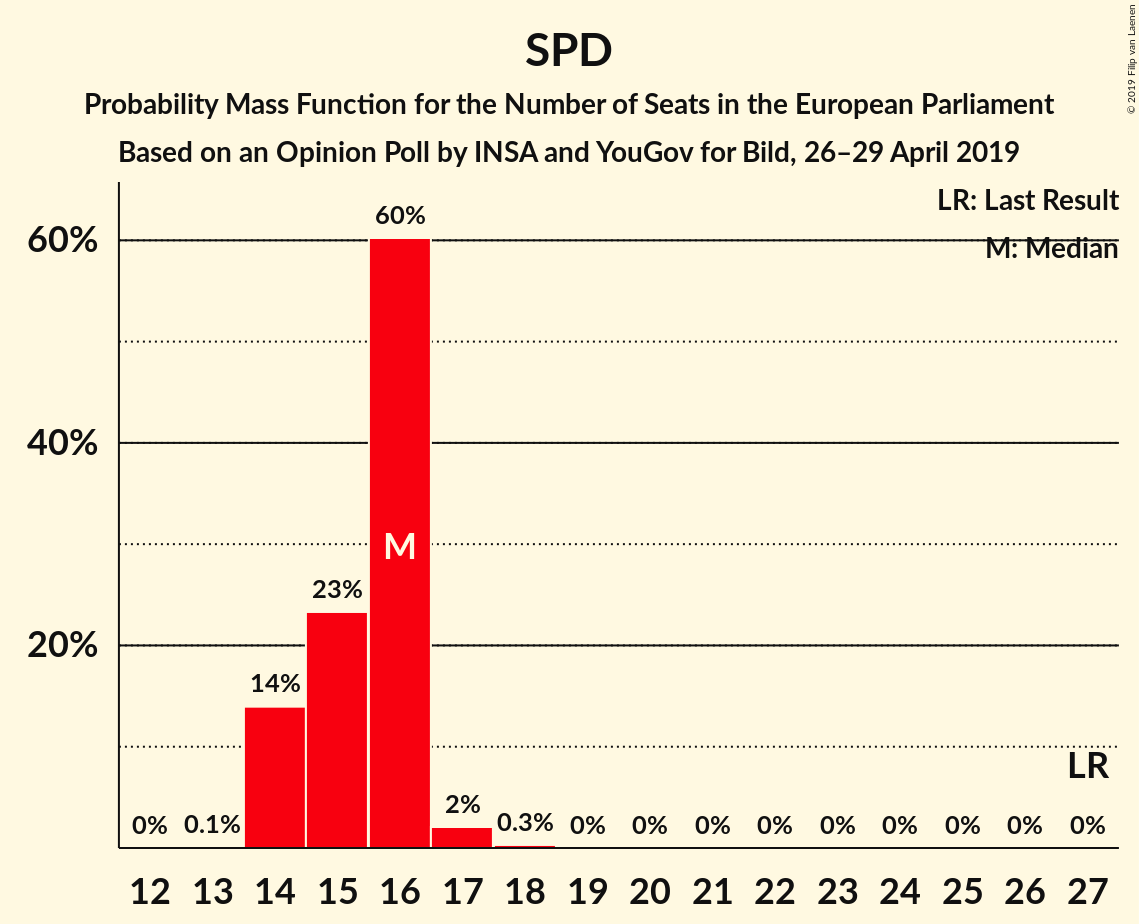 SPD
Probability Mass Function for the Number of Seats in the European Parliament
Based on an Opinion Poll by INSA and YouGov for Bild, 26–29 April 2019
© 2019 Filip van Laenen
LR: Last Result
M: Median
60%
40%
20%
0% 0.1% 14% 23% 60% 2% 0.3% 0% 0% 0% 0% 0% 0% 0% 0% 0%
M
LR
12 13 14 15 16 17 18 19 20 21 22 23 24 25 26 27